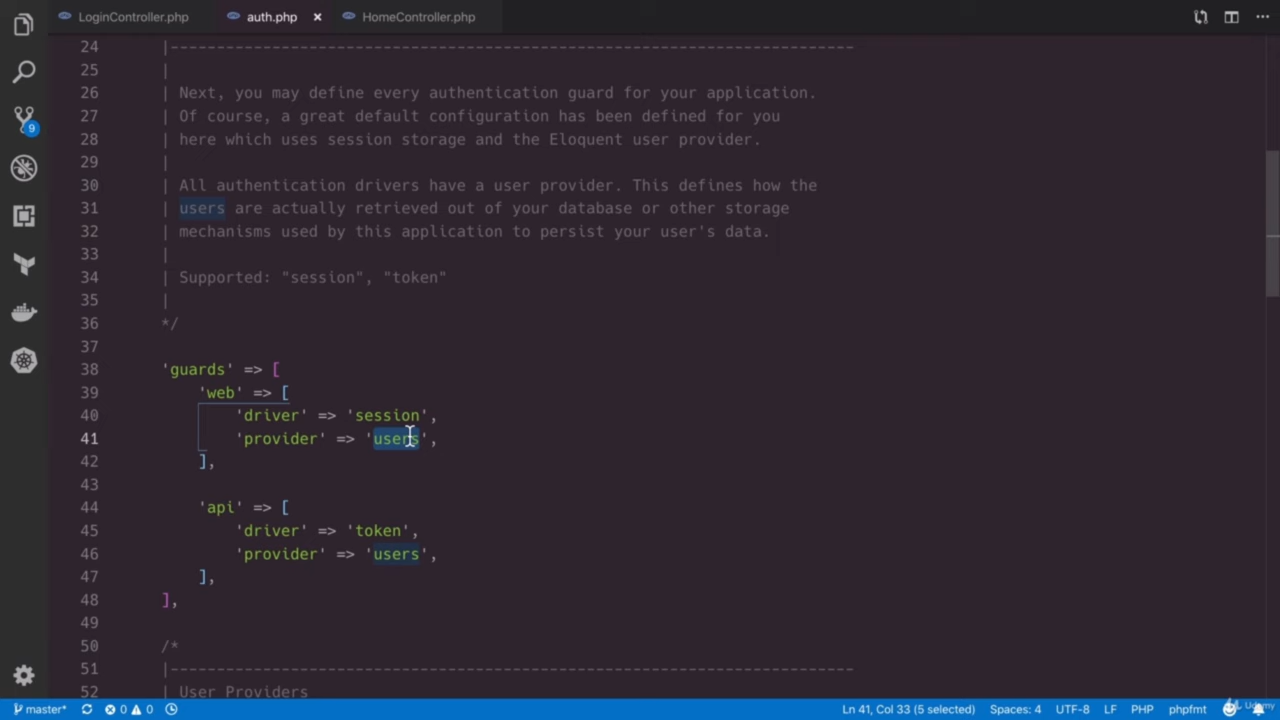 LoginController.php auth.php × HomeController.php
24 |--------------------------------------------------------------------------
25 |
26 | Next, you may define every authentication guard for your application.
27 | Of course, a great default configuration has been defined for you
28 | here which uses session storage and the Eloquent user provider.
29 |
30 | All authentication drivers have a user provider. This defines how the
31 | users are actually retrieved out of your database or other storage
32 | mechanisms used by this application to persist your user's data.
33 |
34 | Supported: "session", "token"
35 |
36 */
37
38 'guards' => [
39 'web' => [
40 'driver' => 'session',
41 'provider' => 'users',
42 ],
43
44 'api' => [
45 'driver' => 'token',
46 'provider' => 'users',
47 ],
48 ],
49
50 /*
51 |--------------------------------------------------------------------------
52 | User Providers
9
master* 0 0 Ln 41, Col 33 (5 selected) Spaces: 4 UTF-8 LF PHP phpfmt
Udemy